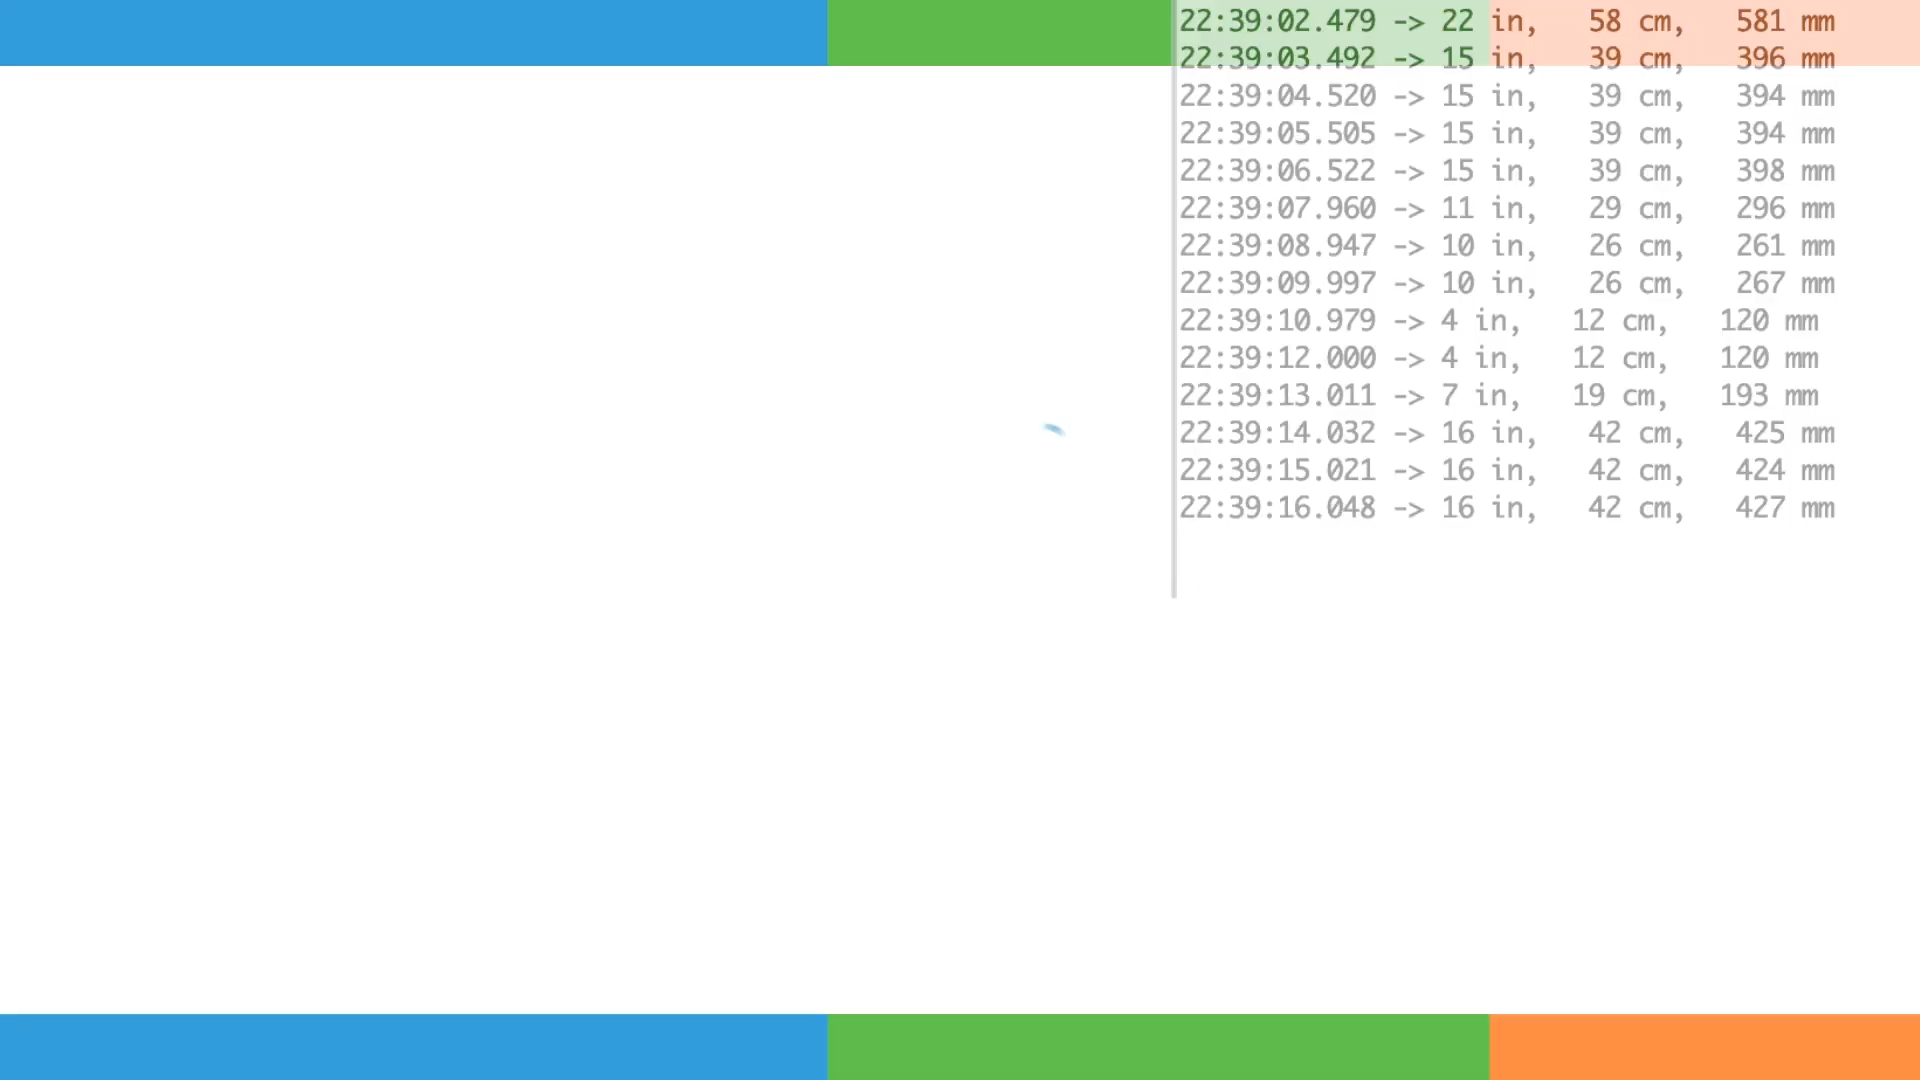 22:39:02.479 -> 22 in,   58 cm,   581 mm
22:39:03.492 -> 15 in,   39 cm,   396 mm
22:39:04.520 -> 15 in,   39 cm,   394 mm
22:39:05.505 -> 15 in,   39 cm,   394 mm
22:39:06.522 -> 15 in,   39 cm,   398 mm
22:39:07.960 -> 11 in,   29 cm,   296 mm
22:39:08.947 -> 10 in,   26 cm,   261 mm
22:39:09.997 -> 10 in,   26 cm,   267 mm
22:39:10.979 -> 4 in,   12 cm,   120 mm
22:39:12.000 -> 4 in,   12 cm,   120 mm
22:39:13.011 -> 7 in,   19 cm,   193 mm
22:39:14.032 -> 16 in,   42 cm,   425 mm
22:39:15.021 -> 16 in,   42 cm,   424 mm
22:39:16.048 -> 16 in,   42 cm,   427 mm